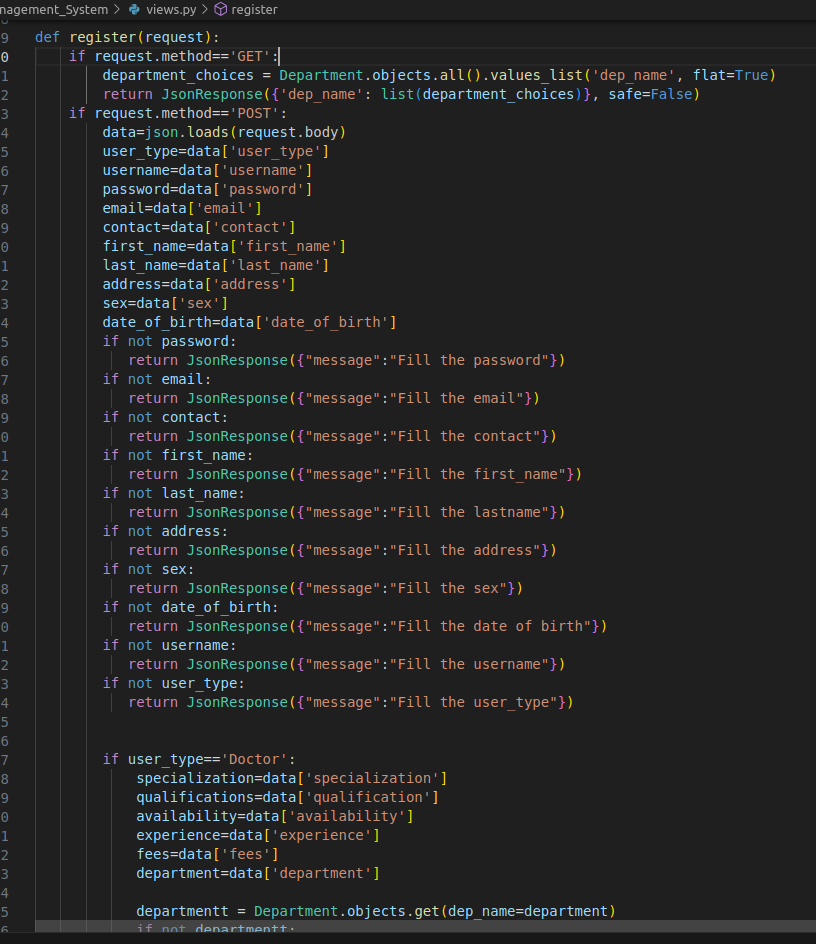 nagement_System > views.py > register
9 def register(request):
0 if request.method=='GET':
1 department_choices = Department.objects.all().values_list('dep_name', flat=True)
2 return JsonResponse({'dep_name': list(department_choices)}, safe=False)
3 if request.method=='POST':
4 data=json.loads(request.body)
5 user_type=data['user_type']
6 username=data['username']
7 password=data['password']
8 email=data['email']
9 contact=data['contact']
0 first_name=data['first_name']
1 last_name=data['last_name']
2 address=data['address']
3 sex=data['sex']
4 date_of_birth=data['date_of_birth']
5 if not password:
6 return JsonResponse({"message":"Fill the password"})
7 if not email:
8 return JsonResponse({"message":"Fill the email"})
9 if not contact:
0 return JsonResponse({"message":"Fill the contact"})
1 if not first_name:
2 return JsonResponse({"message":"Fill the first_name"})
3 if not last_name:
4 return JsonResponse({"message":"Fill the lastname"})
5 if not address:
6 return JsonResponse({"message":"Fill the address"})
7 if not sex:
8 return JsonResponse({"message":"Fill the sex"})
9 if not date_of_birth:
0 return JsonResponse({"message":"Fill the date of birth"})
1 if not username:
2 return JsonResponse({"message":"Fill the username"})
3 if not user_type:
4 return JsonResponse({"message":"Fill the user_type"})
5
6
7 if user_type=='Doctor':
8 specialization=data['specialization']
9 qualifications=data['qualification']
0 availability=data['availability']
1 experience=data['experience']
2 fees=data['fees']
3 department=data['department']
4
5 departmentt = Department.objects.get(dep_name=department)
6 if not departmentt: